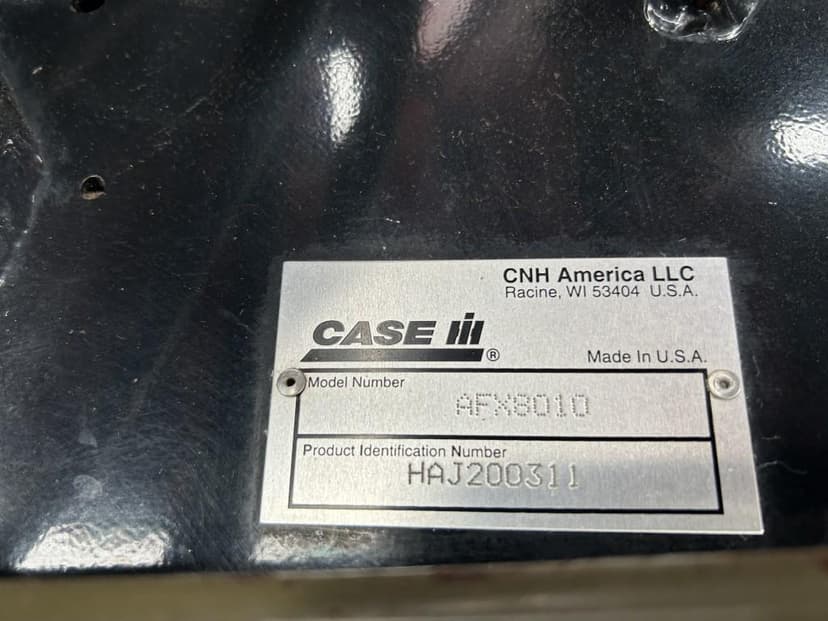 CNH America LLC
Racine, WI 53404 U.S.A.
CASE IH®
Made In U.S.A.
Model Number
AFX8010
Product Identification Number
HAJ200311